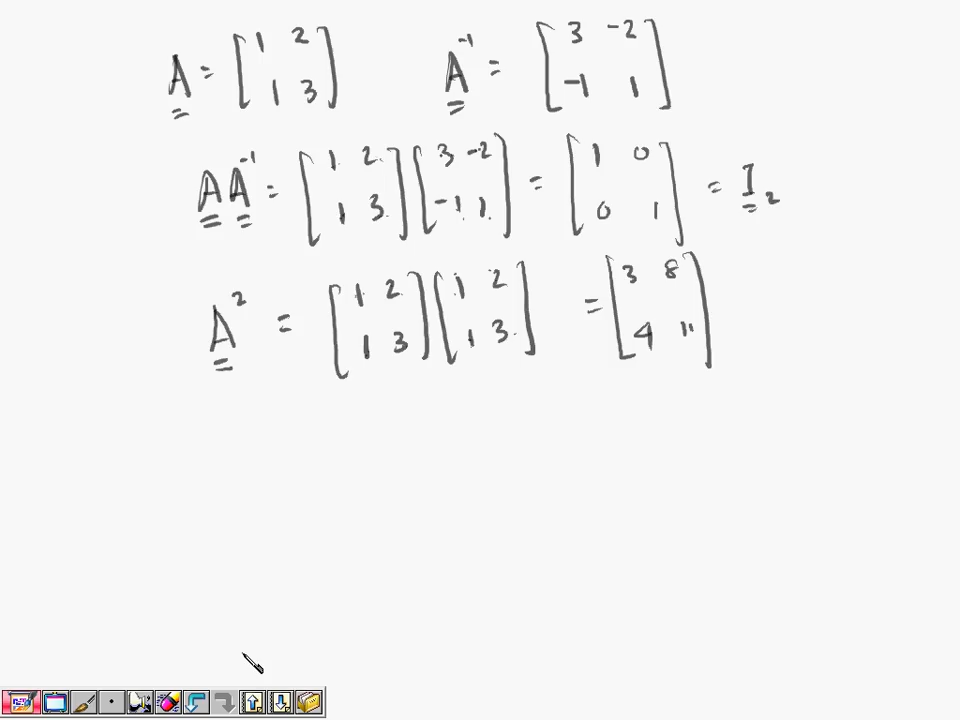 A = [1 2; 1 3] A⁻¹ = [3 -2; -1 1]
AA⁻¹ = [1 2; 1 3] [3 -2; -1 1] = [1 0; 0 1] = I₂
A² = [1 2; 1 3] [1 2; 1 3] = [3 8; 4 11]